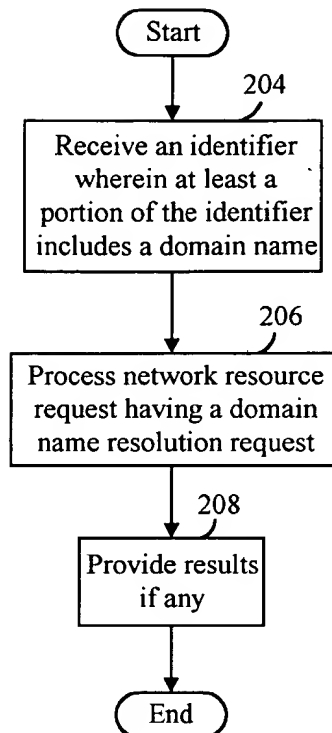 Start
204
Receive an identifier
wherein at least a
portion of the identifier
includes a domain name
206
Process network resource
request having a domain
name resolution request
208
Provide results
if any
End